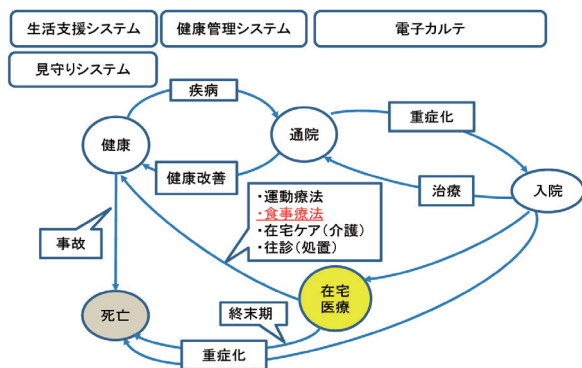 生活支援システム
健康管理システム
電子カルテ
見守りシステム
疾病
重症化
健康
通院
健康改善
治療
入院
・運動療法
・食事療法
・在宅ケア(介護)
・往診(処置)
事故
在宅
医療
死亡
終末期
重症化